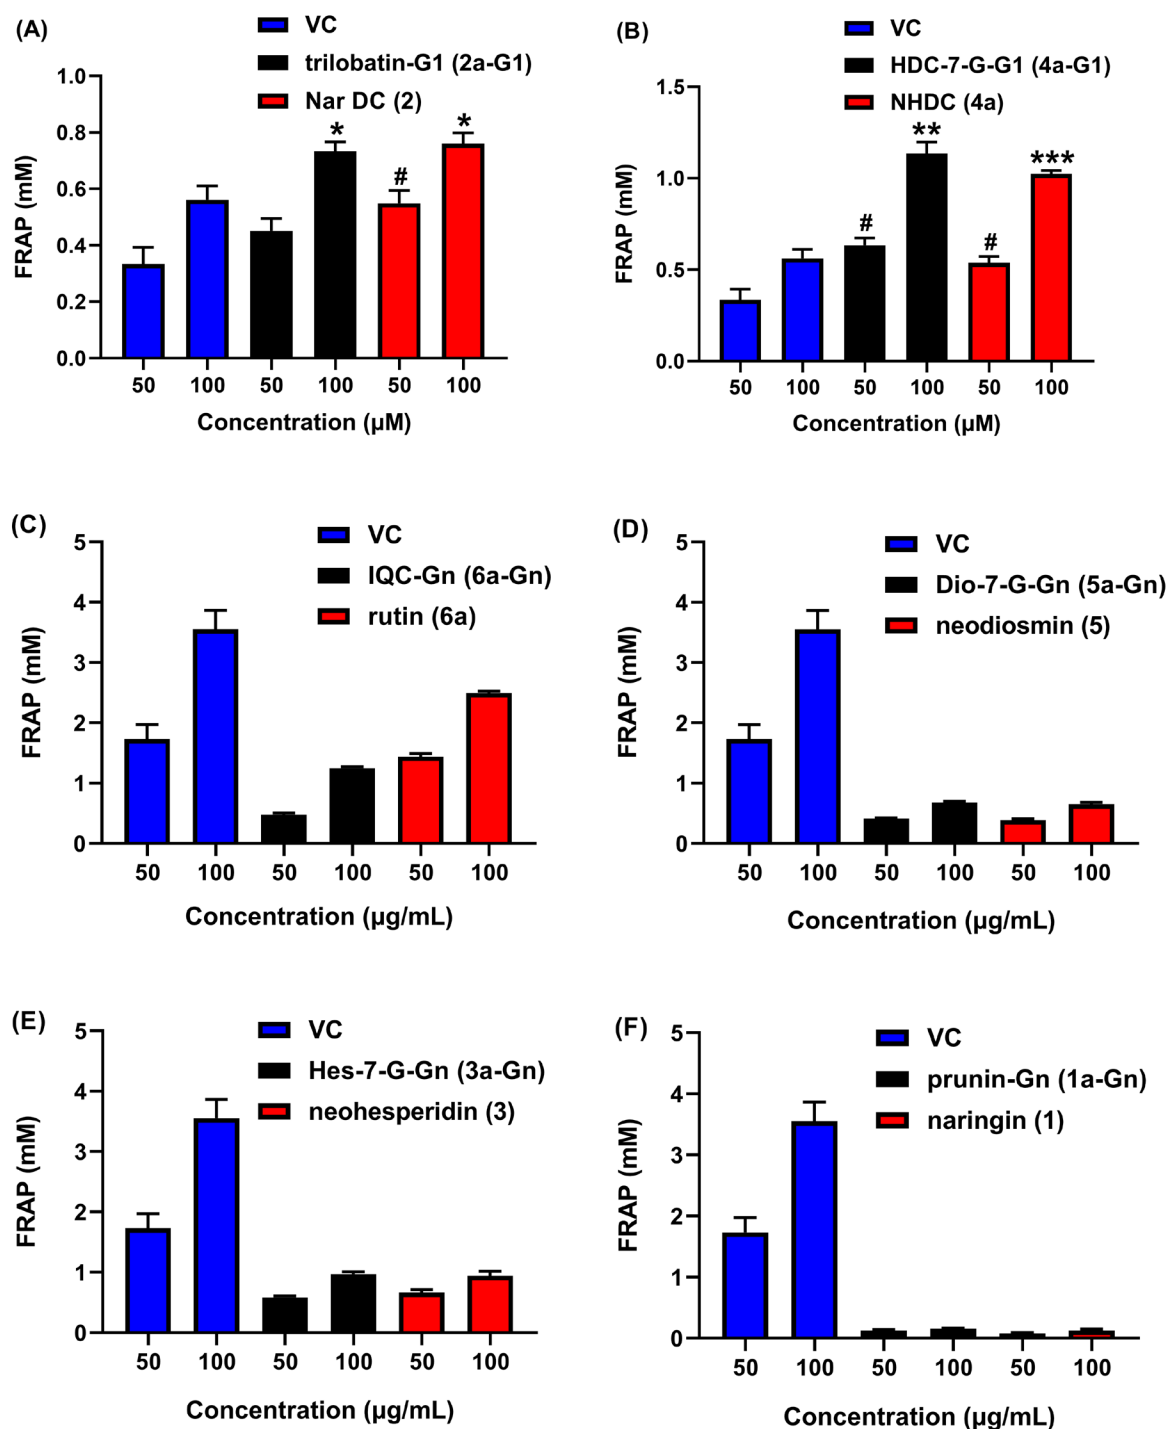 (A)
VC
trilobatin-G1 (2a-G1)
Nar DC (2)
1.0
0.8
0.6
0.4
0.2
0.0
FRAP (mM)
* # *
50 100 50 100 50 100
Concentration (µM)
(B)
VC
HDC-7-G-G1 (4a-G1)
NHDC (4a)
1.5
1.0
0.5
0.0
FRAP (mM)
# ** # ***
50 100 50 100 50 100
Concentration (µM)
(C)
VC
IQC-Gn (6a-Gn)
rutin (6a)
5
4
3
2
1
0
FRAP (mM)
50 100 50 100 50 100
Concentration (µg/mL)
(D)
VC
Dio-7-G-Gn (5a-Gn)
neodiosmin (5)
5
4
3
2
1
0
FRAP (mM)
50 100 50 100 50 100
Concentration (µg/mL)
(E)
VC
Hes-7-G-Gn (3a-Gn)
neohesperidin (3)
5
4
3
2
1
0
FRAP (mM)
50 100 50 100 50 100
Concentration (µg/mL)
(F)
VC
prunin-Gn (1a-Gn)
naringin (1)
5
4
3
2
1
0
FRAP (mM)
50 100 50 100 50 100
Concentration (µg/mL)